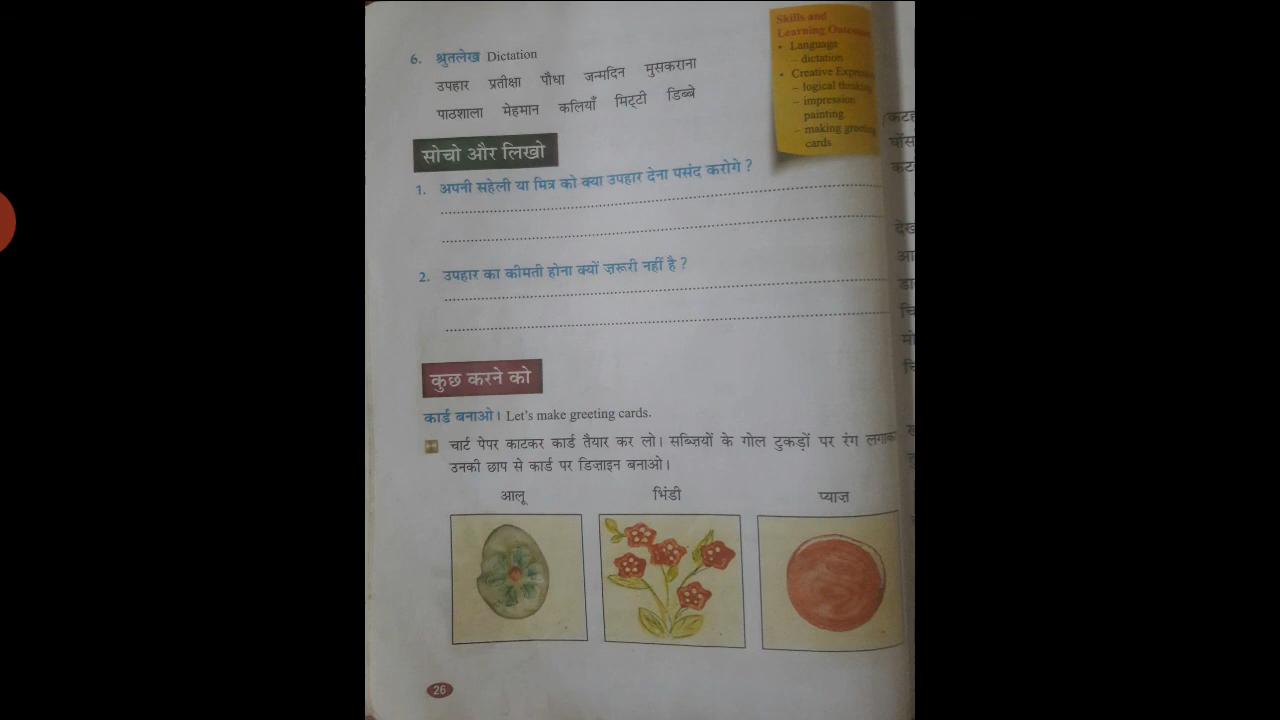 6. श्रुतलेख Dictation
उपहार प्रतीक्षा पौधा जन्मदिन मुसकराना
पाठशाला मेहमान कलियाँ मिट्टी डिब्बे
Skills and
Learning
• Language
– dictation
• Creative
– logical
– impression
painting
– making greeting
cards
सोचो और लिखो
1. अपनी सहेली या मित्र को क्या उपहार देना पसंद करोगे ?
2. उपहार का कीमती होना क्यों ज़रूरी नहीं है ?
कुछ करने को
कार्ड बनाओ। Let's make greeting cards.
चार्ट पेपर काटकर कार्ड तैयार कर लो। सब्ज़ियों के गोल टुकड़ों पर रंग
उनकी छाप से कार्ड पर डिज़ाइन बनाओ।
आलू भिंडी प्याज़
26